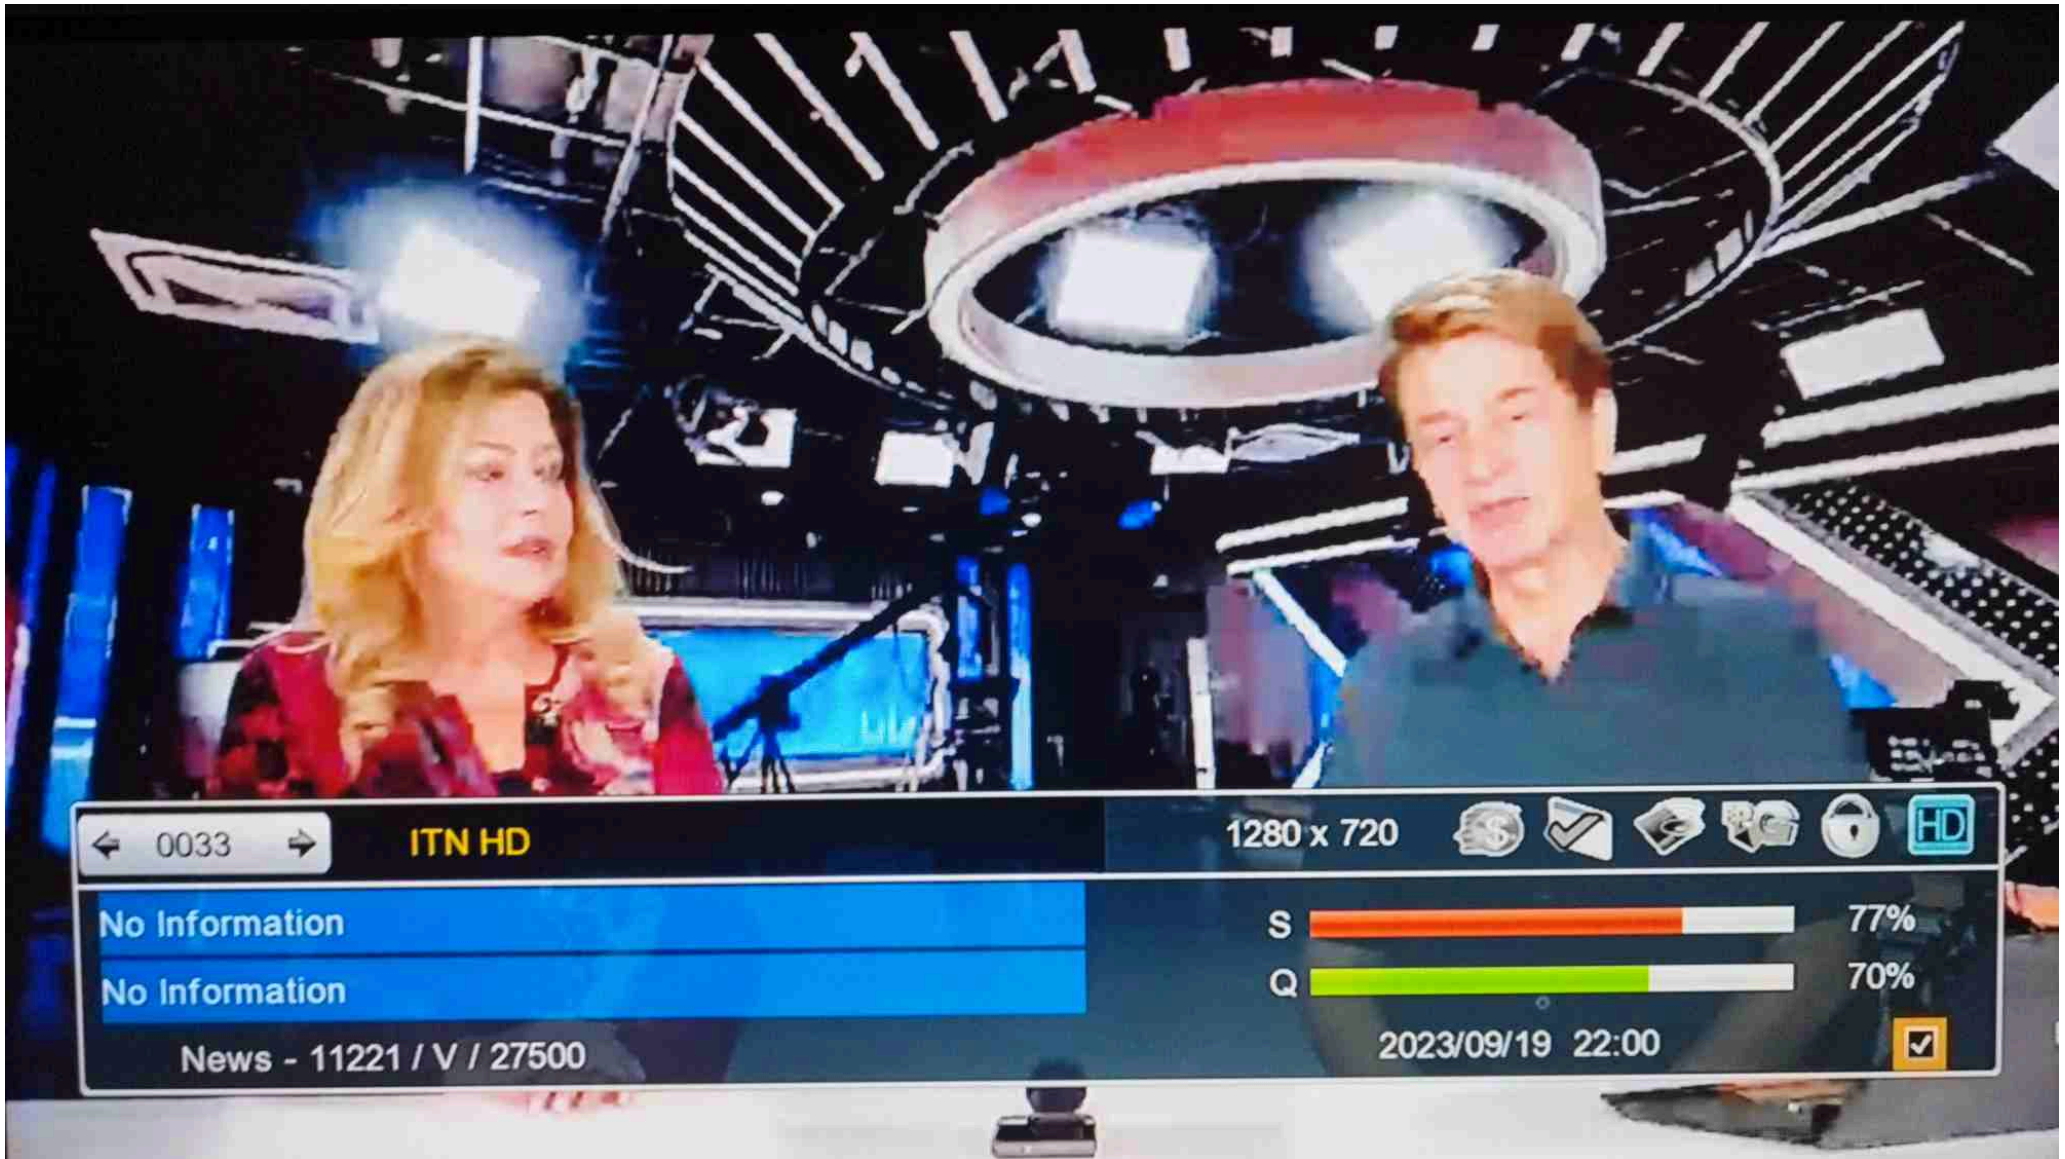 0033
ITN HD
1280 x 720
HD
No Information
S 77%
No Information
Q 70%
News - 11221 / V / 27500
2023/09/19 22:00